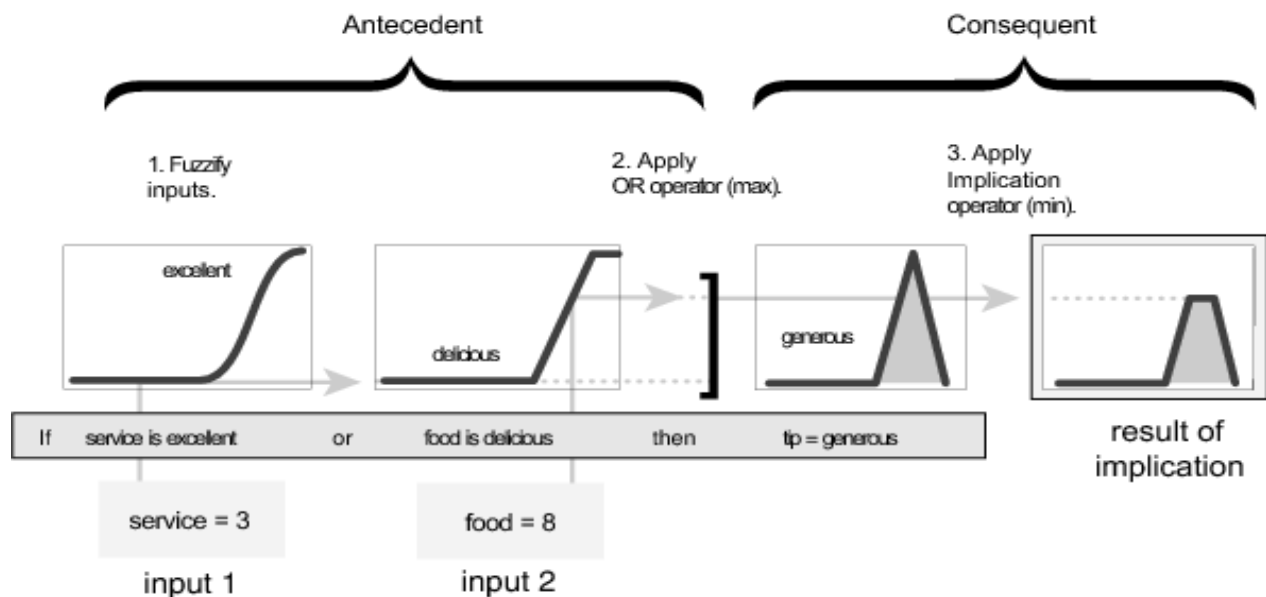 Antecedent
Consequent
1. Fuzzify
inputs.
2. Apply
OR operator (max).
3. Apply
Implication
operator (min).
excellent
delicious
generous
If service is excellent or food is delicious then tip = generous
result of
implication
service = 3
food = 8
input 1
input 2